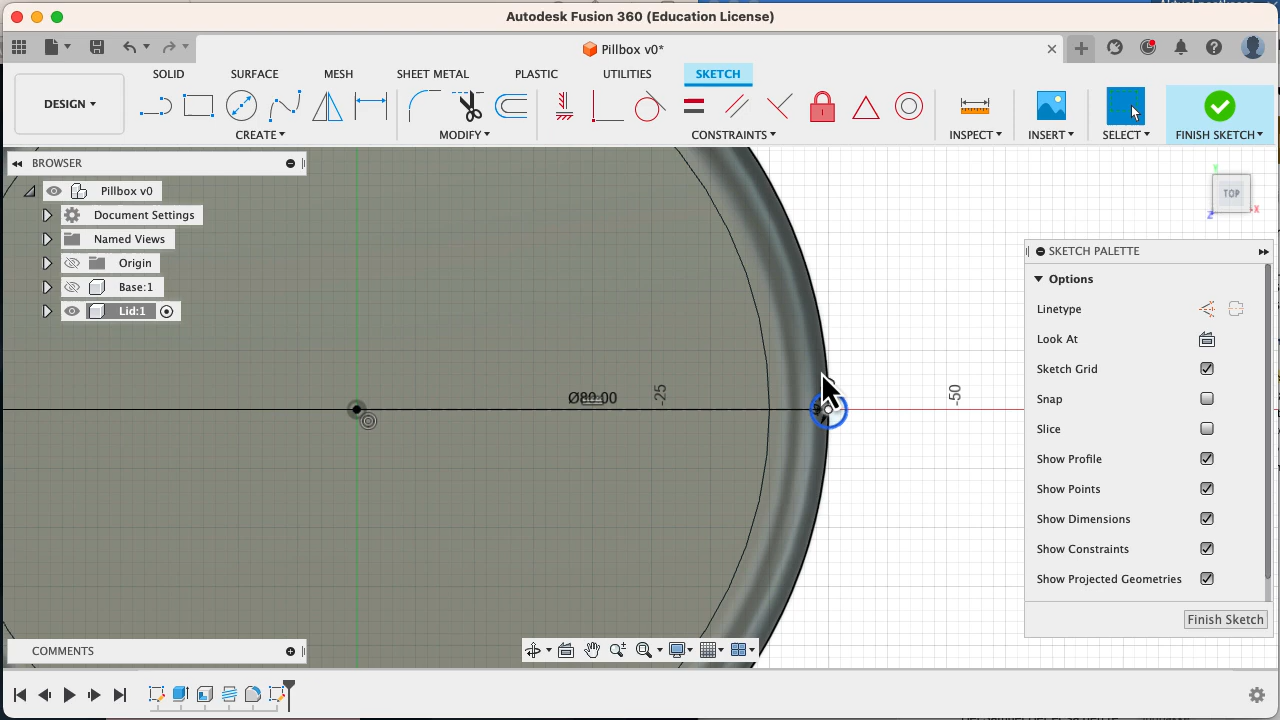 Autodesk Fusion 360 (Education License)
Pillbox v0*
DESIGN
SOLID
SURFACE
MESH
SHEET METAL
PLASTIC
UTILITIES
SKETCH
CREATE
MODIFY
CONSTRAINTS
INSPECT
INSERT
SELECT
FINISH SKETCH
BROWSER
Pillbox v0
Document Settings
Named Views
Origin
Base:1
Lid:1
TOP
Y
X
Z
Ø80.00
-25
-50
SKETCH PALETTE
Options
Linetype
Look At
Sketch Grid
Snap
Slice
Show Profile
Show Points
Show Dimensions
Show Constraints
Show Projected Geometries
Finish Sketch
COMMENTS